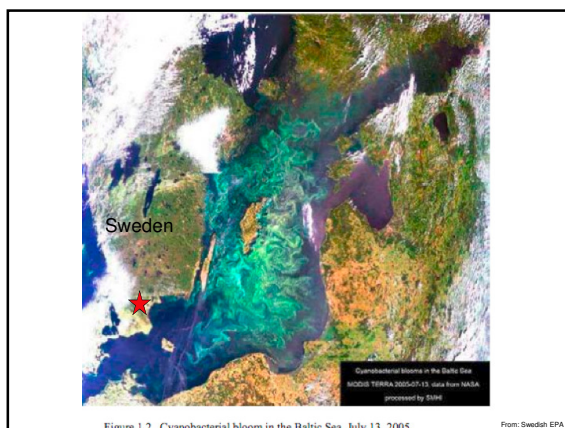 Sweden
Cyanobacterial blooms in the Baltic Sea
MODIS TERRA 2005-07-13, data from NASA
processed by SMHI
Figure 1.2. Cyanobacterial bloom in the Baltic Sea, July 13, 2005
From: Swedish EPA